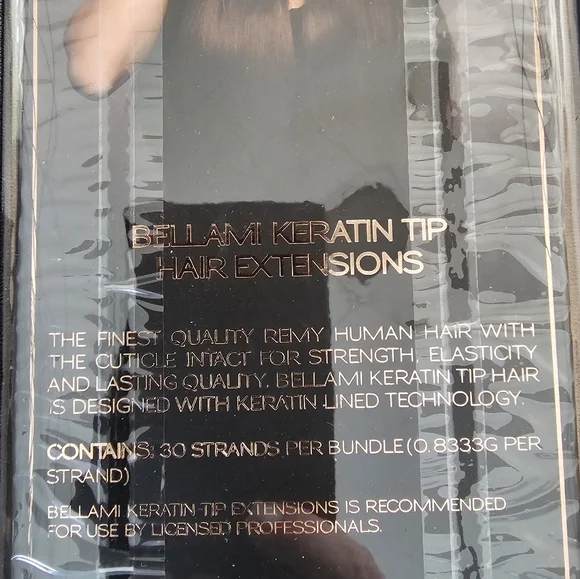 BELLAMI KERATIN TIP
HAIR EXTENSIONS
THE FINEST QUALITY REMY HUMAN HAIR WITH
THE CUTICLE INTACT FOR STRENGTH, ELASTICITY
AND LASTING QUALITY. BELLAMI KERATIN TIP HAIR
IS DESIGNED WITH KERATIN-LINED TECHNOLOGY.
CONTAINS: 30 STRANDS PER BUNDLE (0.8333G PER
STRAND)
BELLAMI KERATIN TIP EXTENSIONS IS RECOMMENDED
FOR USE BY LICENSED PROFESSIONALS.